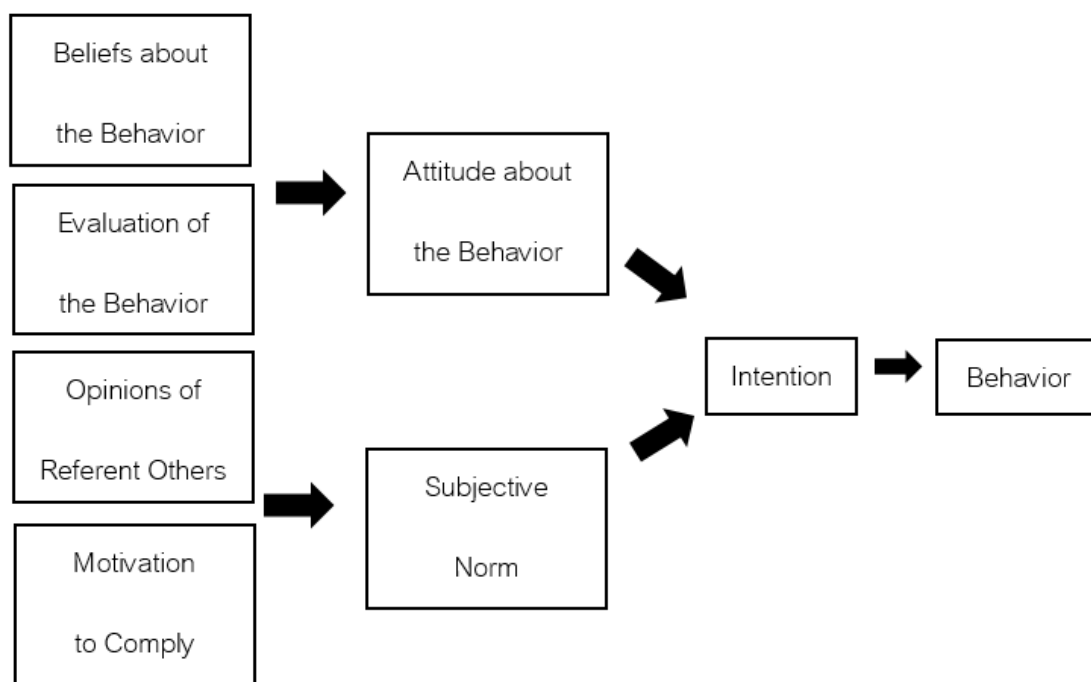 Beliefs about
the Behavior
Evaluation of
the Behavior
Opinions of
Referent Others
Motivation
to Comply
Attitude about
the Behavior
Subjective
Norm
Intention
Behavior